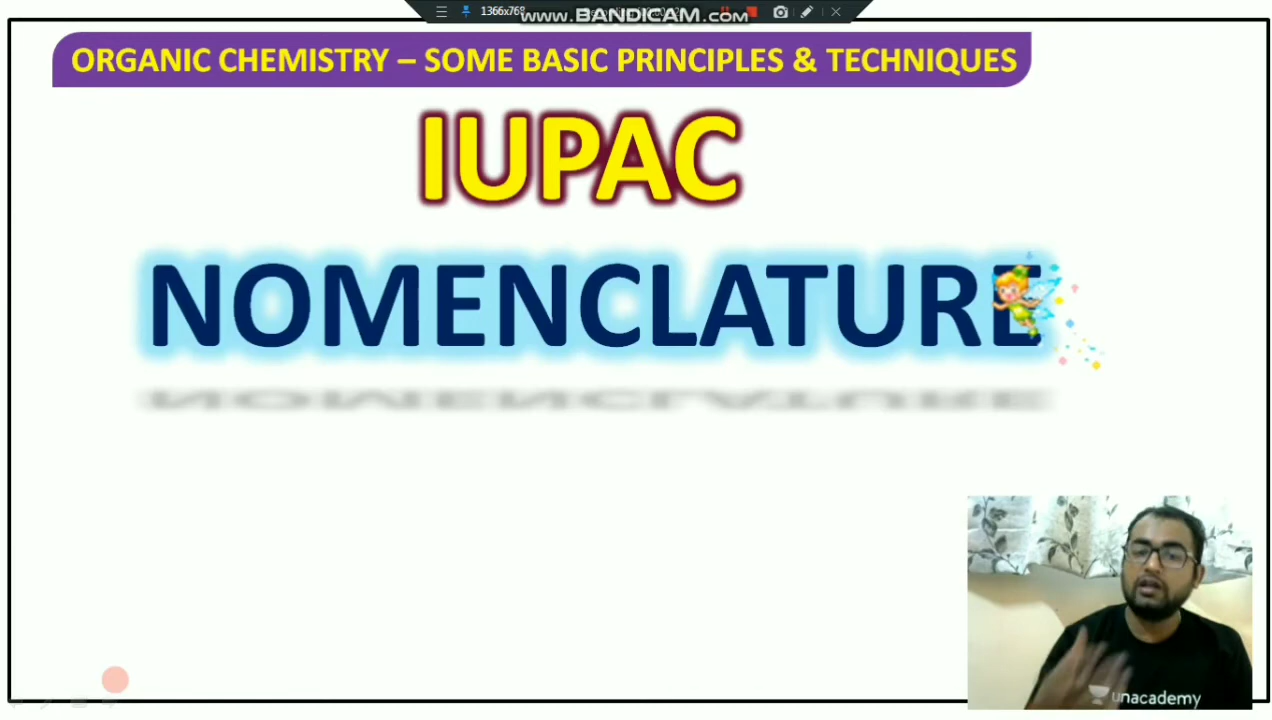 1366x768
www.BANDICAM.com
ORGANIC CHEMISTRY – SOME BASIC PRINCIPLES & TECHNIQUES
IUPAC
NOMENCLATURE
unacademy